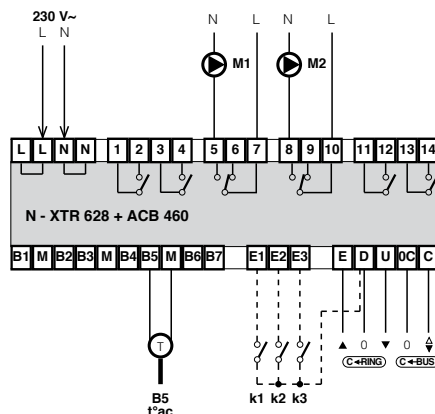 230 V~
L N N L N L
M1 M2
L L N N 1 2 3 4 5 6 7 8 9 10 11 12 13 14
N - XTR 628 + ACB 460
B1 M B2 B3 M B4 B5 M B6 B7 E1 E2 E3 E D U 0C C
T
▲ 0 ▼ 0 △▼
C◄RING C◄BUS
B5 k1 k2 k3
t°ac